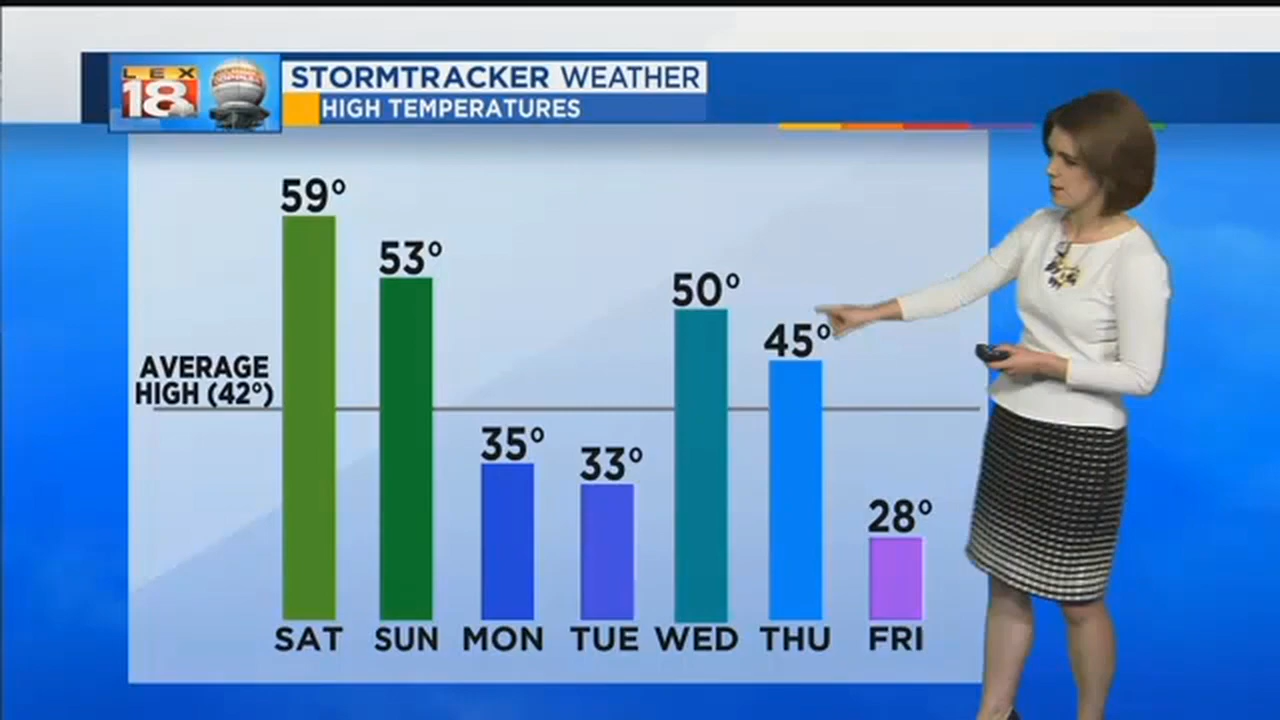 LEX
18
STORMTRACKER WEATHER
HIGH TEMPERATURES
59°
53°
50°
45°
AVERAGE
HIGH (42°)
35°
33°
28°
SAT SUN MON TUE WED THU FRI